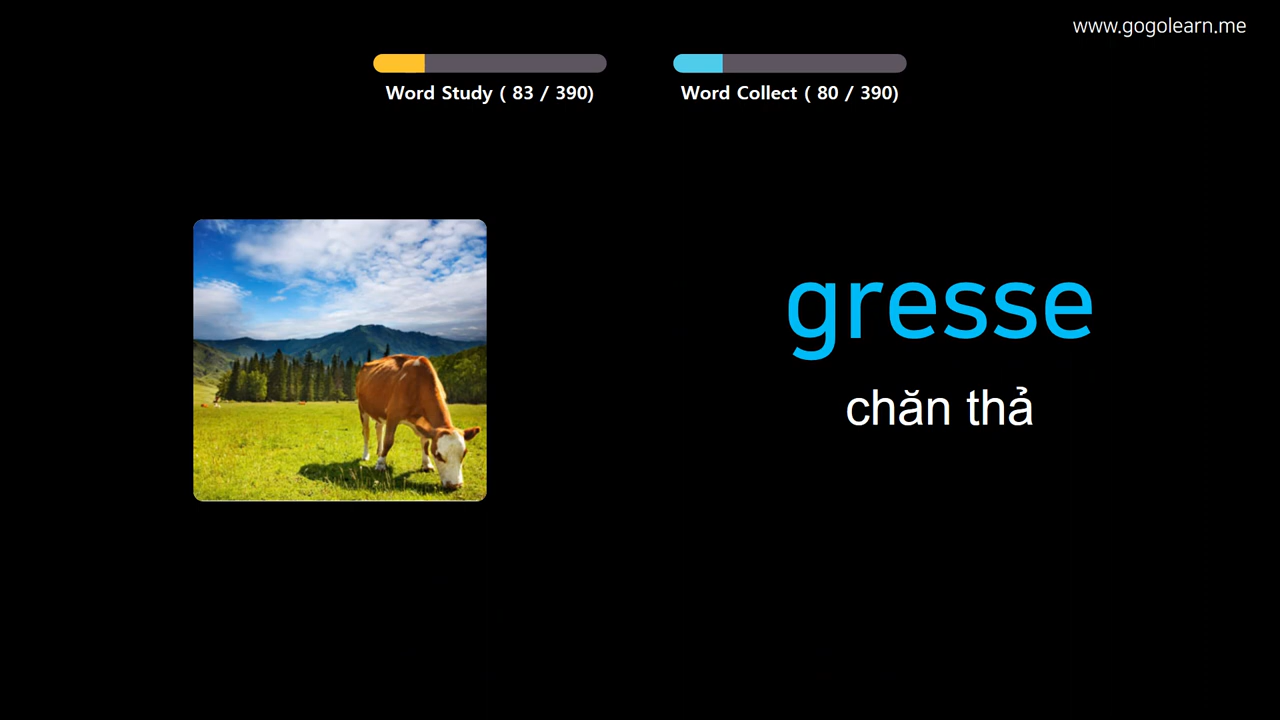 www.gogolearn.me
Word Study ( 83 / 390)
Word Collect ( 80 / 390)
gresse
chăn thả